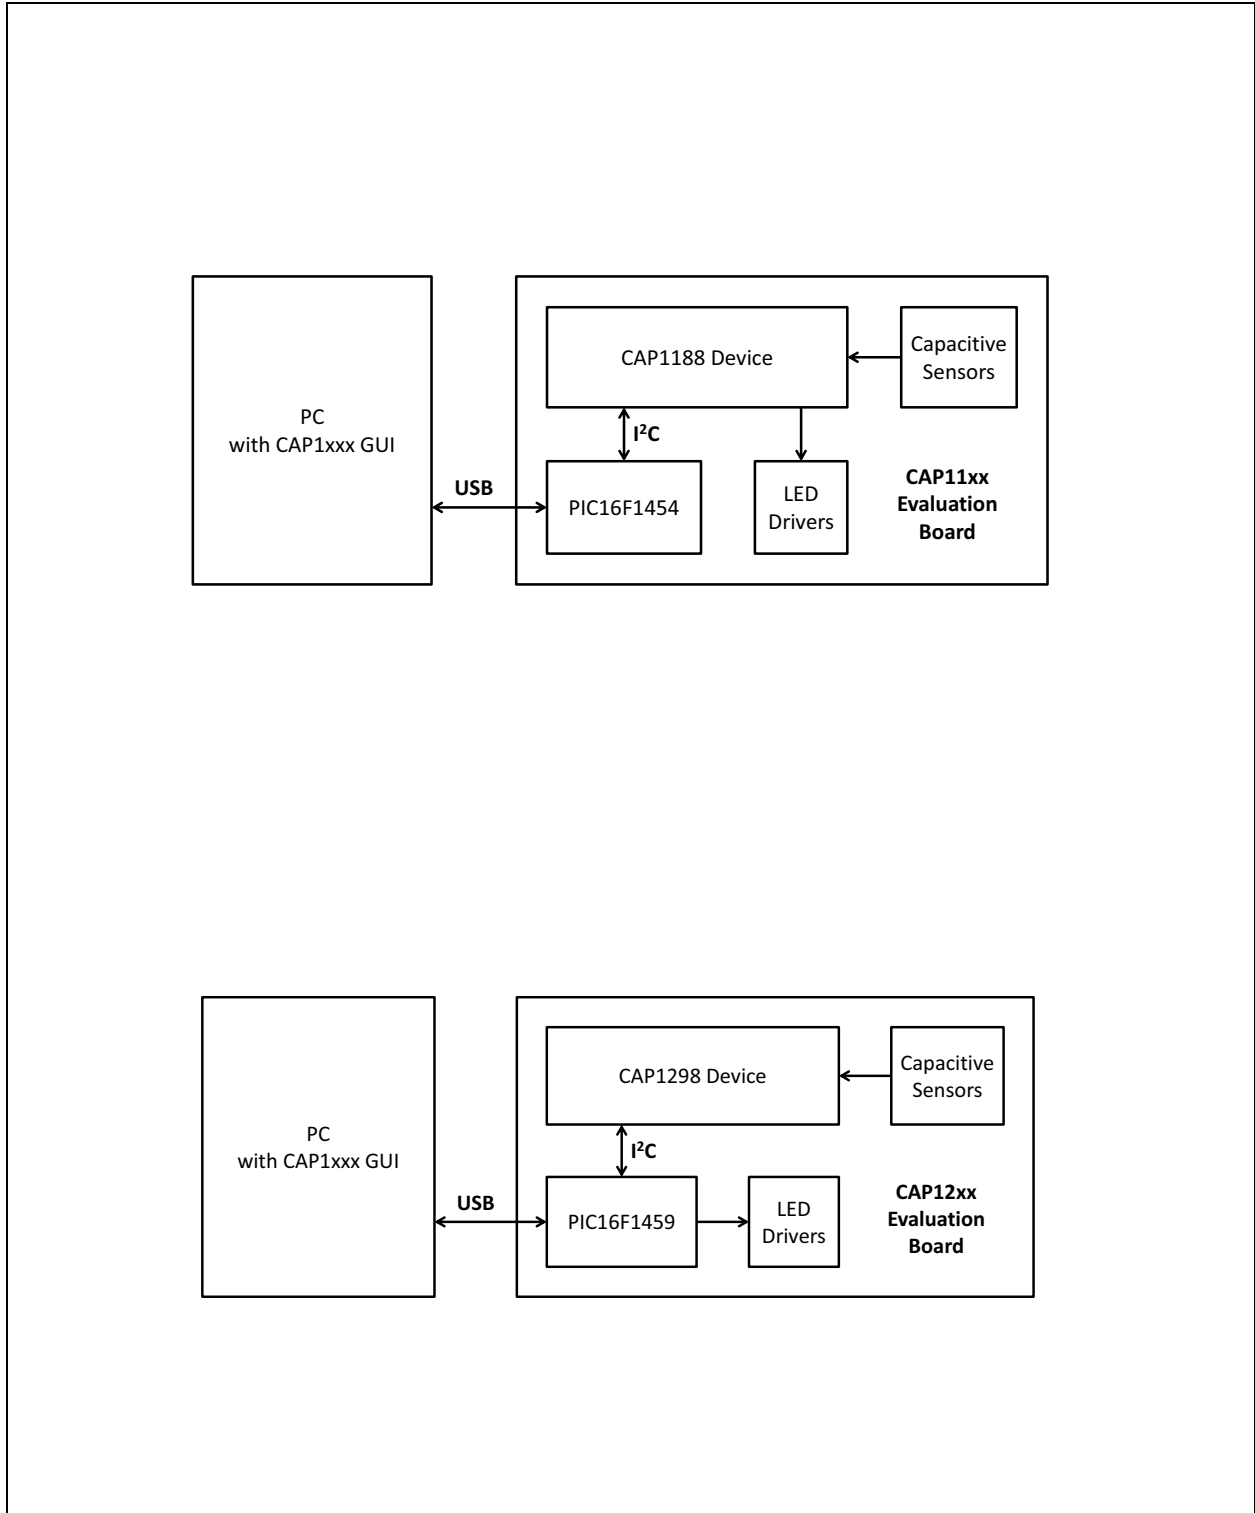 PC
with CAP1xxx GUI
USB
CAP1188 Device
Capacitive
Sensors
I²C
PIC16F1454
LED
Drivers
CAP11xx
Evaluation
Board
PC
with CAP1xxx GUI
USB
CAP1298 Device
Capacitive
Sensors
I²C
PIC16F1459
LED
Drivers
CAP12xx
Evaluation
Board